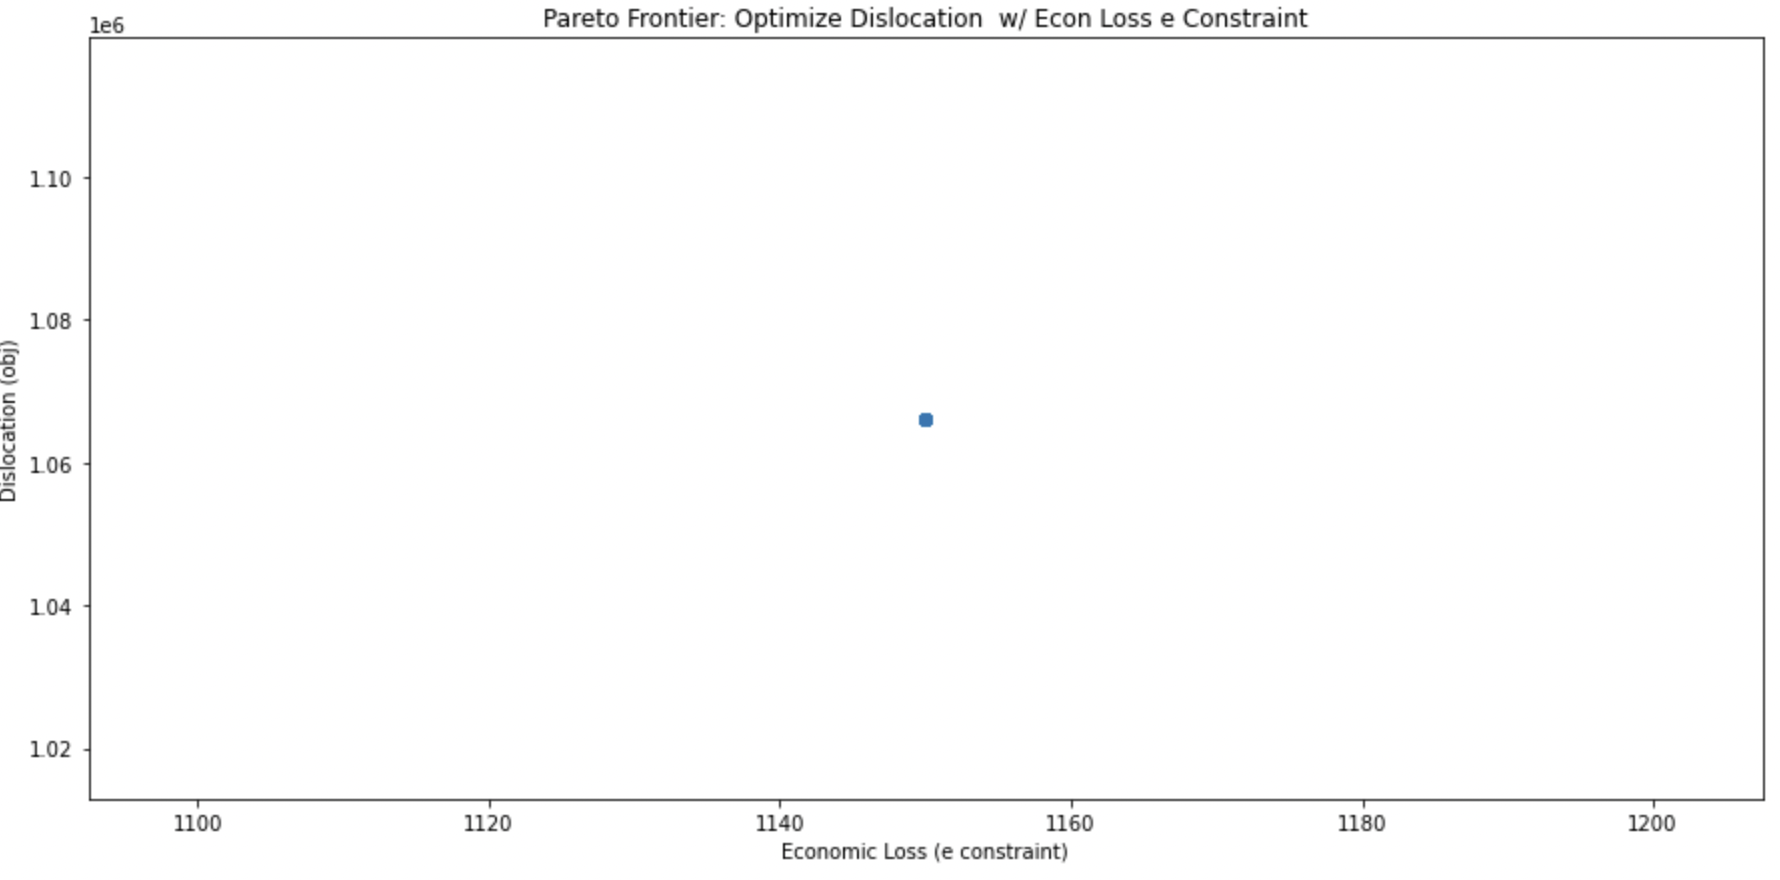 Pareto Frontier: Optimize Dislocation  w/ Econ Loss e Constraint
1e6
1.10
1.08
1.06
1.04
1.02
Dislocation (obj)
1100 1120 1140 1160 1180 1200
Economic Loss (e constraint)